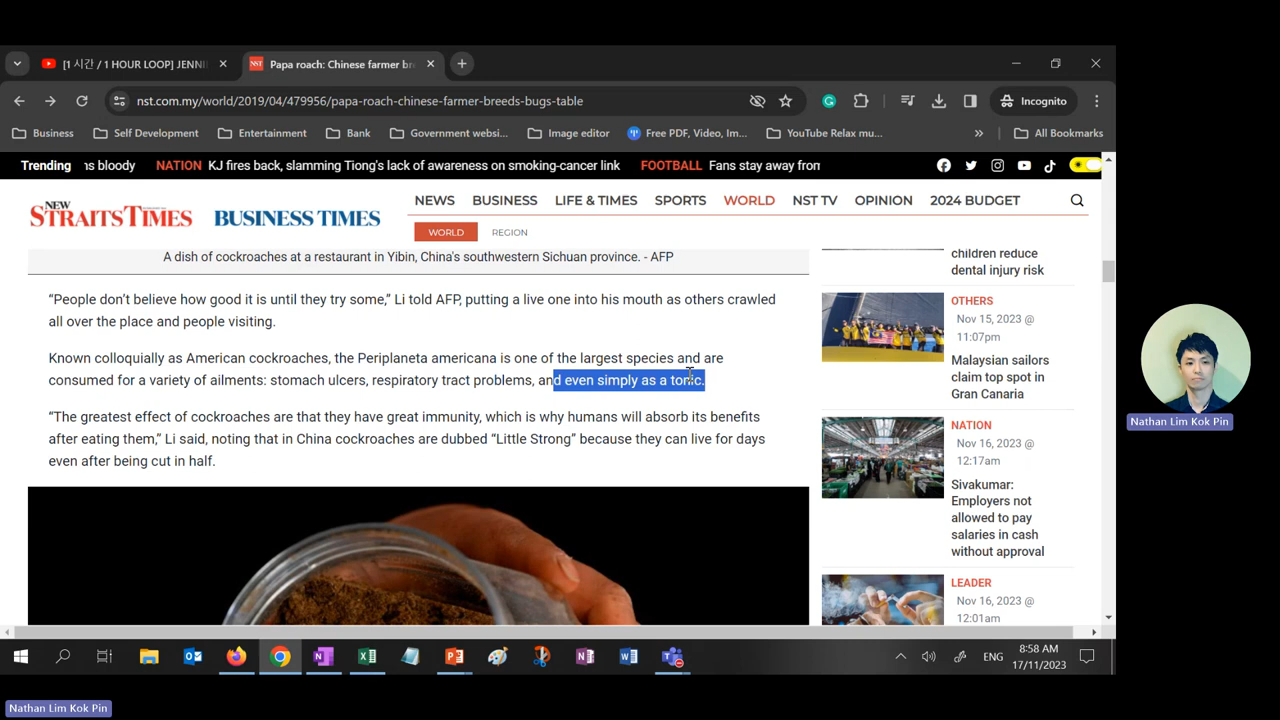 [1 시간 / 1 HOUR LOOP] JENNI
Papa roach: Chinese farmer br
nst.com.my/world/2019/04/479956/papa-roach-chinese-farmer-breeds-bugs-table
Incognito
Business
Self Development
Entertainment
Bank
Government websi...
Image editor
Free PDF, Video, Im...
YouTube Relax mu...
All Bookmarks
Trending
ns bloody NATION KJ fires back, slamming Tiong's lack of awareness on smoking-cancer link FOOTBALL Fans stay away from
NEW
STRAITS TIMES
BUSINESS TIMES
NEWS BUSINESS LIFE & TIMES SPORTS WORLD NST TV OPINION 2024 BUDGET
WORLD REGION
A dish of cockroaches at a restaurant in Yibin, China's southwestern Sichuan province. - AFP
“People don’t believe how good it is until they try some,” Li told AFP, putting a live one into his mouth as others crawled
all over the place and people visiting.
Known colloquially as American cockroaches, the Periplaneta americana is one of the largest species and are
consumed for a variety of ailments: stomach ulcers, respiratory tract problems, and even simply as a tonic.
“The greatest effect of cockroaches are that they have great immunity, which is why humans will absorb its benefits
after eating them,” Li said, noting that in China cockroaches are dubbed “Little Strong” because they can live for days
even after being cut in half.
children reduce
dental injury risk
OTHERS
Nov 15, 2023 @
11:07pm
Malaysian sailors
claim top spot in
Gran Canaria
NATION
Nov 16, 2023 @
12:17am
Sivakumar:
Employers not
allowed to pay
salaries in cash
without approval
LEADER
Nov 16, 2023 @
12:01am
ENG
8:58 AM
17/11/2023
Nathan Lim Kok Pin
Nathan Lim Kok Pin